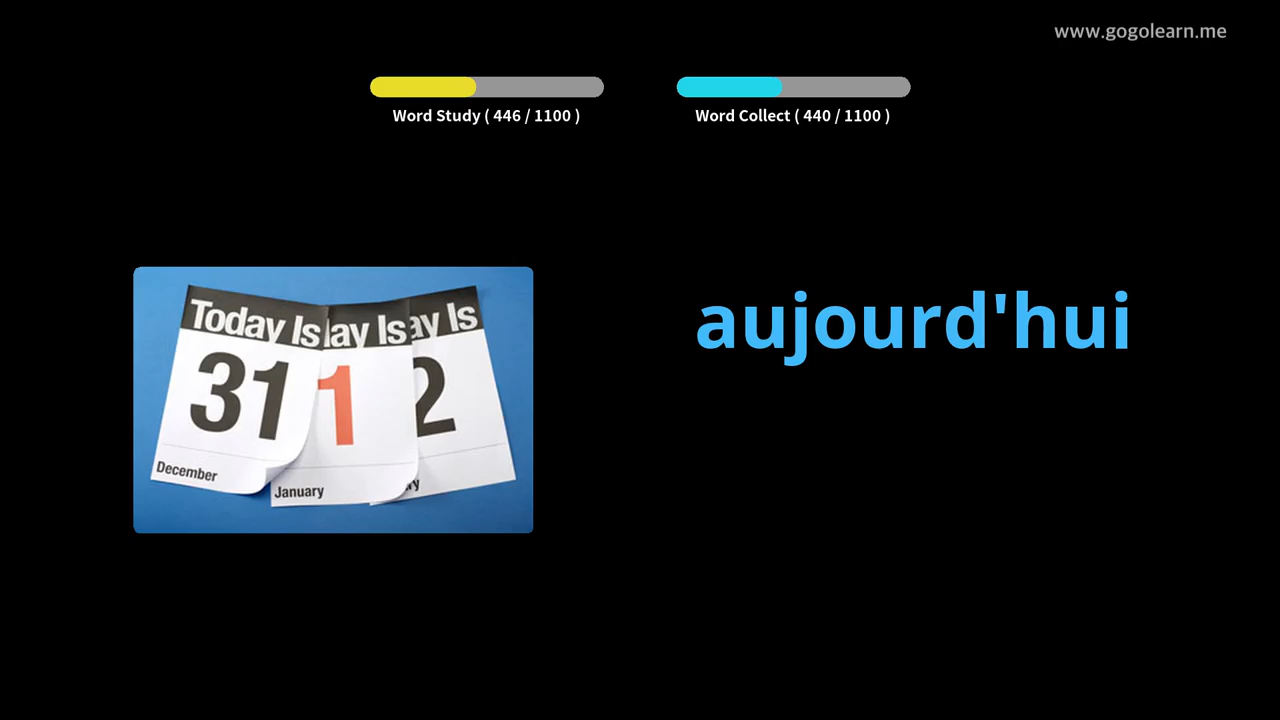 www.gogolearn.me
Word Study ( 446 / 1100 )
Word Collect ( 440 / 1100 )
aujourd'hui
Today Is
31
December
ay Is
1
January
ay Is
2
ry